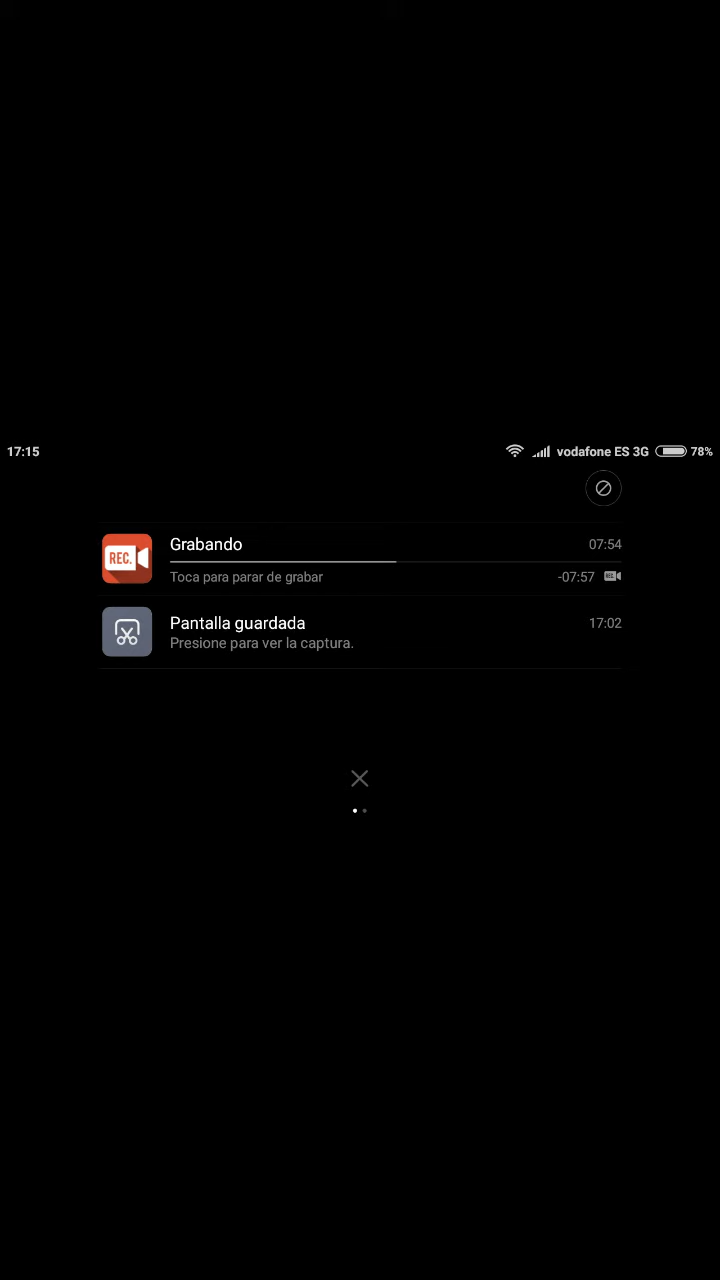 17:15 vodafone ES 3G 78%
Grabando 07:54
REC.
Toca para parar de grabar -07:57 REC.
Pantalla guardada 17:02
Presione para ver la captura.